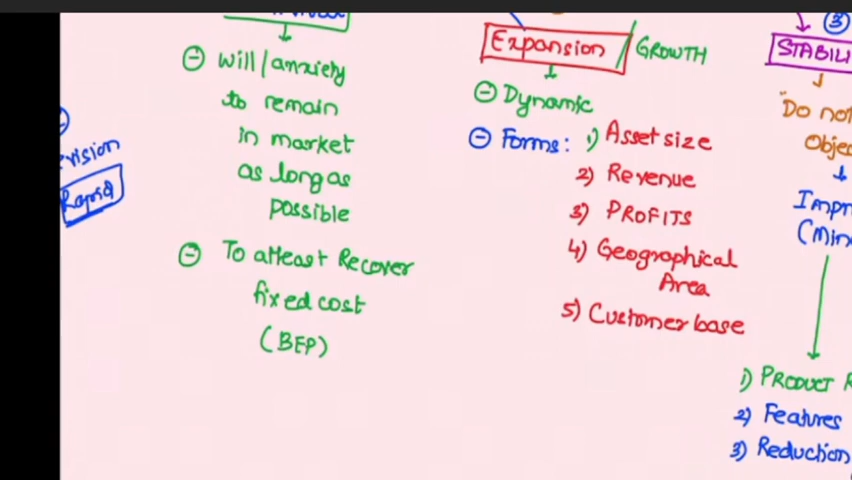 will/anxiety
to remain
in market
as long as
possible
To atleast Recover
fixed cost
(BEP)
Rapid
Expansion / GROWTH
Dynamic
Forms: 1) Asset size
2) Revenue
3) PROFITS
4) Geographical
Area
5) Customer base
3
STABILI
"Do not
Objec
Impr
(Min
1) PRODUCT R
2) Features
3) Reduction